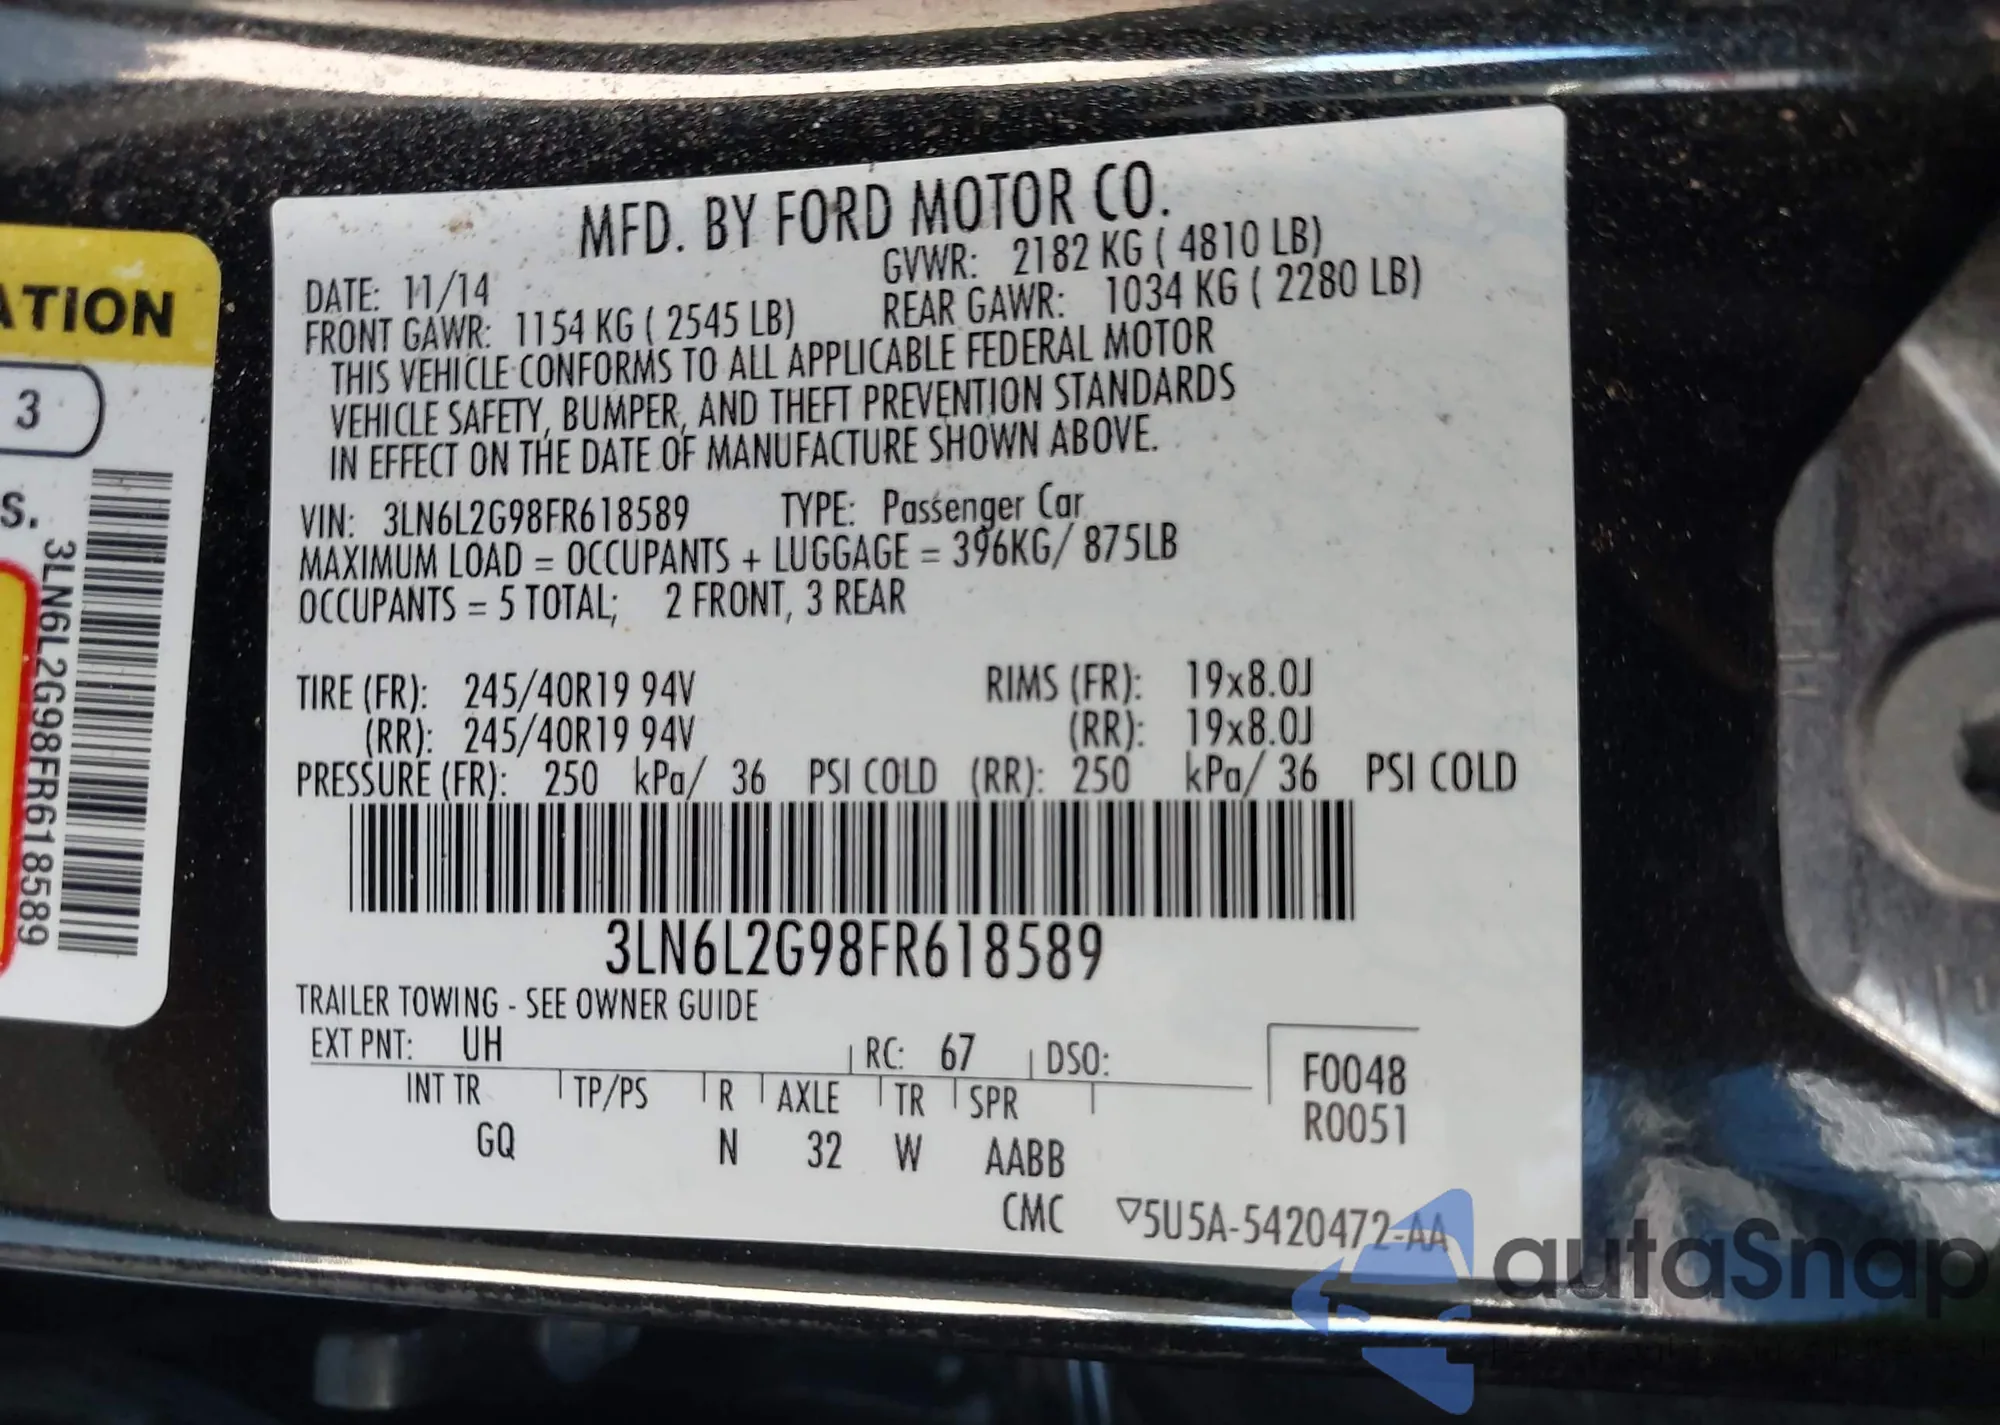 ATION
3
S.
3LN6L2G98FR618589
MFD. BY FORD MOTOR CO.
DATE: 11/14 GVWR: 2182 KG ( 4810 LB)
FRONT GAWR: 1154 KG ( 2545 LB) REAR GAWR: 1034 KG ( 2280 LB)
THIS VEHICLE CONFORMS TO ALL APPLICABLE FEDERAL MOTOR
VEHICLE SAFETY, BUMPER, AND THEFT PREVENTION STANDARDS
IN EFFECT ON THE DATE OF MANUFACTURE SHOWN ABOVE.
VIN: 3LN6L2G98FR618589 TYPE: Passenger Car
MAXIMUM LOAD = OCCUPANTS + LUGGAGE = 396KG/ 875LB
OCCUPANTS = 5 TOTAL; 2 FRONT, 3 REAR
TIRE (FR): 245/40R19 94V RIMS (FR): 19x8.0J
(RR): 245/40R19 94V (RR): 19x8.0J
PRESSURE (FR): 250 kPa/ 36 PSI COLD (RR): 250 kPa/ 36 PSI COLD
3LN6L2G98FR618589
TRAILER TOWING - SEE OWNER GUIDE
EXT PNT: UH RC: 67 DSO:
INT TR TP/PS R AXLE TR SPR
GQ N 32 W AABB
F0048
R0051
CMC ▽5U5A-5420472-AA
autaSnap